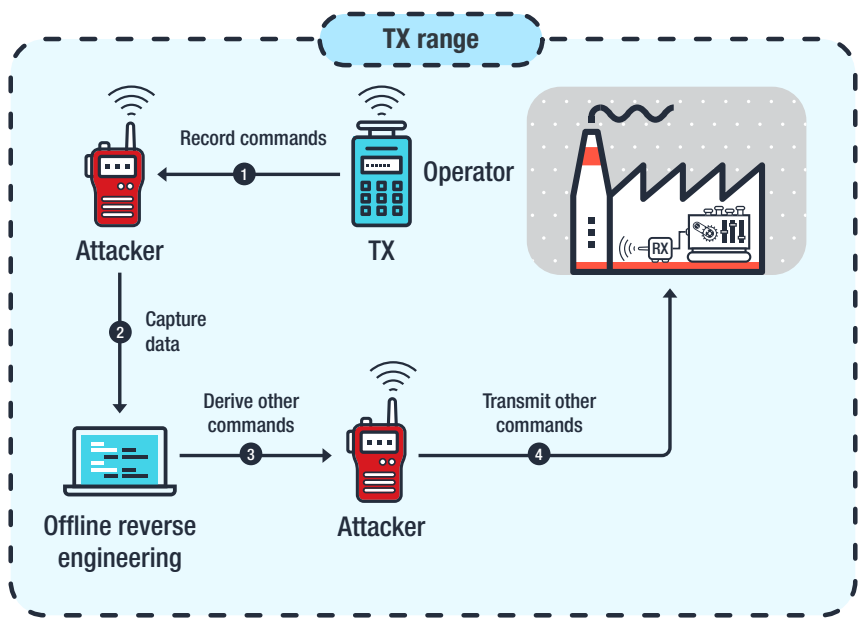 TX range
Record commands
1
Operator
Attacker
TX
RX
2
Capture
data
Derive other
commands
3
Transmit other
commands
4
Attacker
Offline reverse
engineering